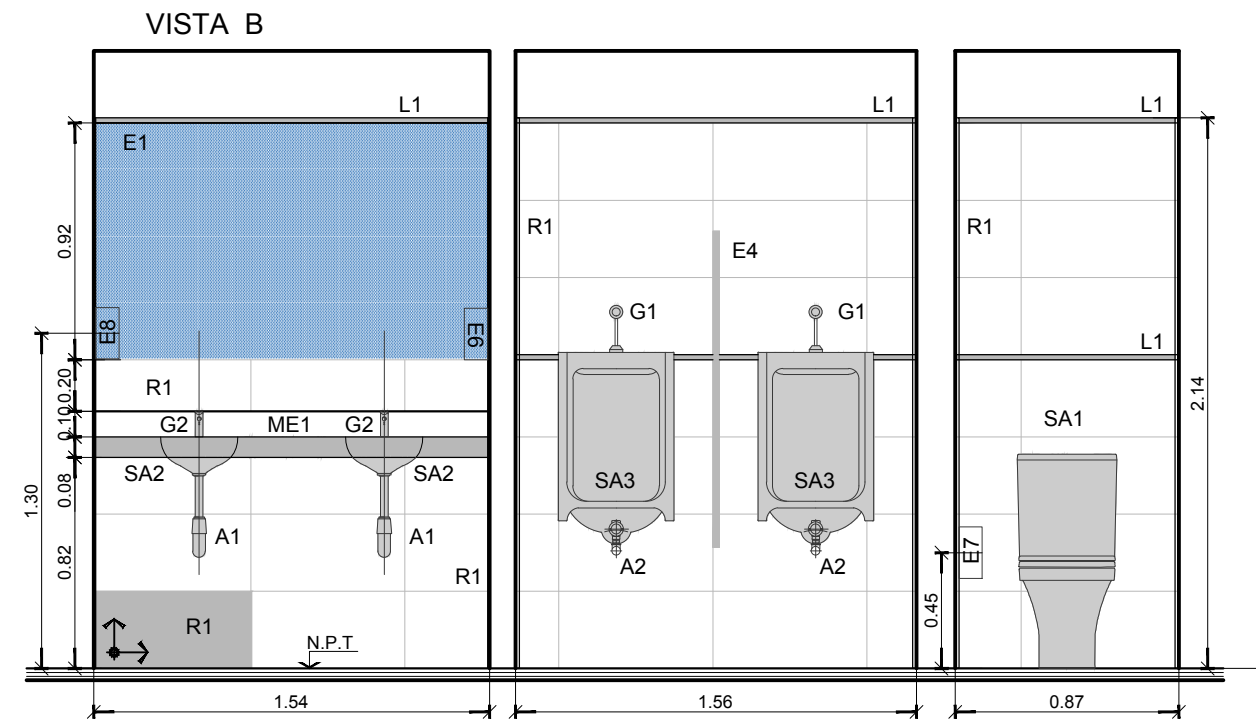 VISTA B
L1
L1
L1
E1
0.92
R1
E4
R1
2.14
G1
G1
E8
E6
1.30
L1
0.20
R1
0.10
G2
ME1
G2
SA1
SA2
SA2
0.08
SA3
SA3
A1
A1
E7
0.82
R1
A2
A2
0.45
R1
N.P.T
1.54
1.56
0.87